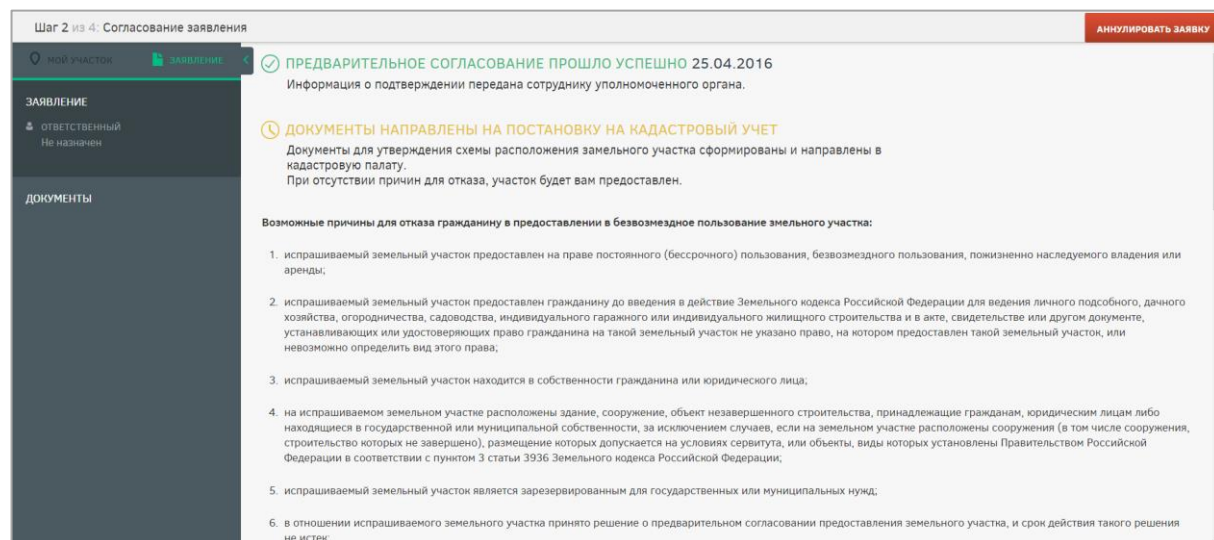 Шаг 2 из 4: Согласование заявления
АННУЛИРОВАТЬ ЗАЯВКУ
МОЙ УЧАСТОК
ЗАЯВЛЕНИЕ
ЗАЯВЛЕНИЕ
ОТВЕТСТВЕННЫЙ
Не назначен
ДОКУМЕНТЫ
ПРЕДВАРИТЕЛЬНОЕ СОГЛАСОВАНИЕ ПРОШЛО УСПЕШНО 25.04.2016
Информация о подтверждении передана сотруднику уполномоченного органа.
ДОКУМЕНТЫ НАПРАВЛЕНЫ НА ПОСТАНОВКУ НА КАДАСТРОВЫЙ УЧЕТ
Документы для утверждения схемы расположения замельного участка сформированы и направлены в
кадастровую палату.
При отсутствии причин для отказа, участок будет вам предоставлен.
Возможные причины для отказа гражданину в предоставлении в безвозмездное пользование змельного участка:
1. испрашиваемый земельный участок предоставлен на праве постоянного (бессрочного) пользования, безвозмездного пользования, пожизненно наследуемого владения или
аренды;
2. испрашиваемый земельный участок предоставлен гражданину до введения в действие Земельного кодекса Российской Федерации для ведения личного подсобного, дачного
хозяйства, огородничества, садоводства, индивидуального гаражного или индивидуального жилищного строительства и в акте, свидетельстве или другом документе,
устанавливающих или удостоверяющих право гражданина на такой земельный участок не указано право, на котором предоставлен такой земельный участок, или
невозможно определить вид этого права;
3. испрашиваемый земельный участок находится в собственности гражданина или юридического лица;
4. на испрашиваемом земельном участке расположены здание, сооружение, объект незавершенного строительства, принадлежащие гражданам, юридическим лицам либо
находящиеся в государственной или муниципальной собственности, за исключением случаев, если на земельном участке расположены сооружения (в том числе сооружения,
строительство которых не завершено), размещение которых допускается на условиях сервитута, или объекты, виды которых установлены Правительством Российской
Федерации в соответствии с пунктом 3 статьи 3936 Земельного кодекса Российской Федерации;
5. испрашиваемый земельный участок является зарезервированным для государственных или муниципальных нужд;
6. в отношении испрашиваемого земельного участка принято решение о предварительном согласовании предоставления земельного участка, и срок действия такого решения
не истек;